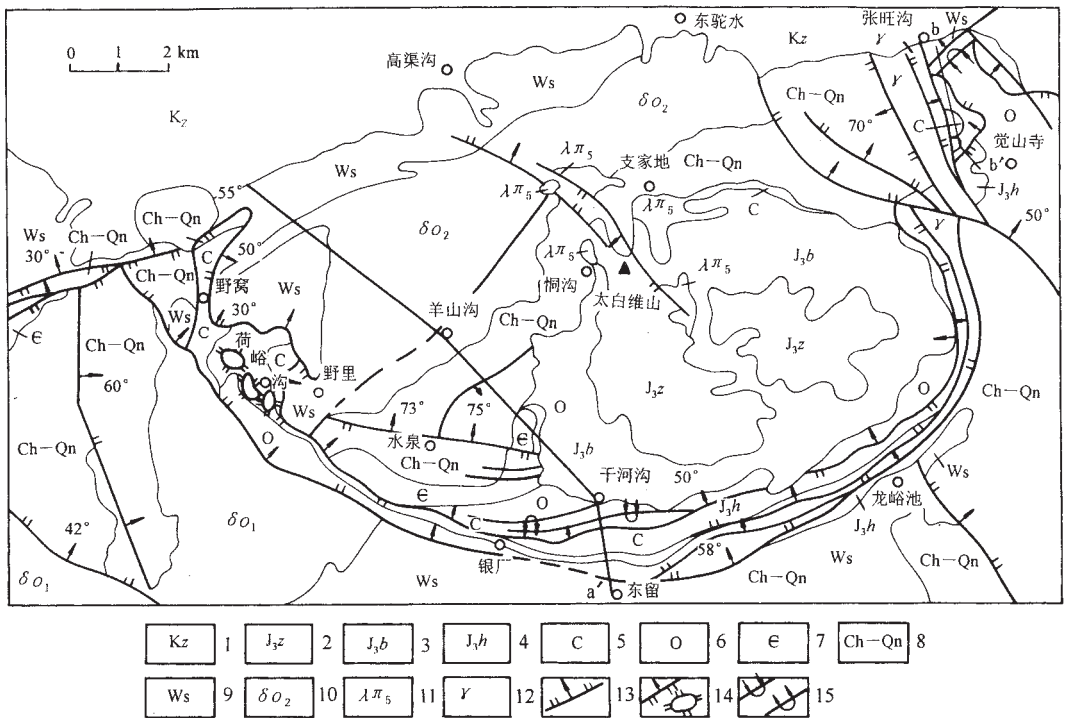 0 1 2 km
东驼水
张旺沟
Ws
Kz
γ
b
高渠沟
Ws
γ
Ch—Qn
δo₂
O
Kz
70°
C
觉山寺
Ws
λπ₅
支家地
Ch—Qn
b′
λπ₅
J₃h
55°
Ch—Qn
λπ₅
C
50°
Ws
Ch—Qn
δo₂
γ
30°
C
50°
λπ₅
J₃b
Ch—Qn
恫沟
λπ₅
野窝
Ws
太白维山
Ws
30°
羊山沟
Ch—Qn
J₃z
Є
C
Ch—Qn
荷
峪
沟
C
野里
J₃z
60°
Ws
73°
75°
O
O
Ch—Qn
水泉
Є
J₃b
O
Ch—Qn
Ch—Qn
干河沟
50°
Ws
Є
O
龙峪池
42°
δo₁
C
J₃h
C
J₃h
银厂
58°
δo₁
Ws
Ch—Qn
Ws
Ch—Qn
a′
东留
Kz 1 J₃z 2 J₃b 3 J₃h 4 C 5 O 6 Є 7 Ch—Qn 8
Ws 9 δo₂ 10 λπ₅ 11 γ 12 13 14 15